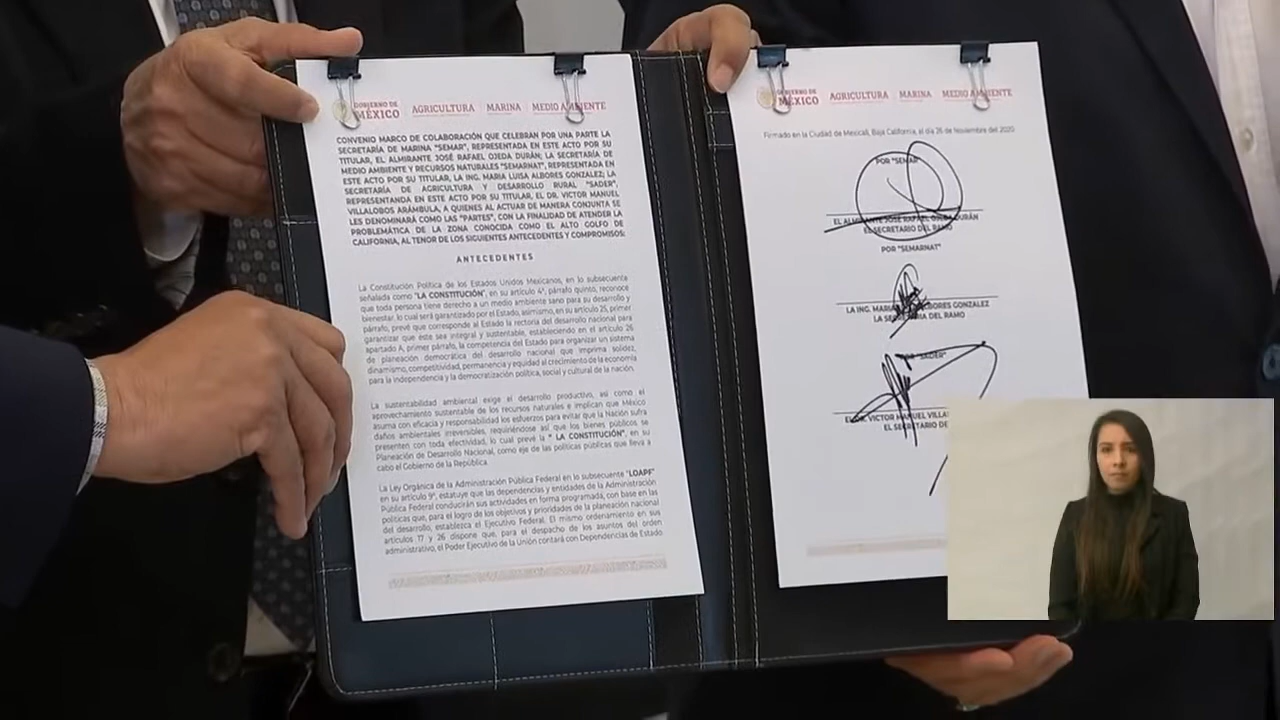 GOBIERNO DE
MÉXICO
AGRICULTURA
MARINA
MEDIO AMBIENTE
CONVENIO MARCO DE COLABORACIÓN QUE CELEBRAN POR UNA PARTE LA
SECRETARÍA DE MARINA "SEMAR", REPRESENTADA EN ESTE ACTO POR SU
TITULAR, EL ALMIRANTE JOSÉ RAFAEL OJEDA DURÁN; LA SECRETARÍA DE
MEDIO AMBIENTE Y RECURSOS NATURALES "SEMARNAT", REPRESENTADA EN
ESTE ACTO POR SU TITULAR, LA ING. MARIA LUISA ALBORES GONZALEZ; LA
SECRETARÍA DE AGRICULTURA Y DESARROLLO RURAL "SADER",
REPRESENTANDA EN ESTE ACTO POR SU TITULAR, EL DR. VICTOR MANUEL
VILLALOBOS ARÁMBULA, A QUIENES AL ACTUAR DE MANERA CONJUNTA SE
LES DENOMINARÁ COMO LAS "PARTES", CON LA FINALIDAD DE ATENDER LA
PROBLEMÁTICA DE LA ZONA CONOCIDA COMO EL ALTO GOLFO DE
CALIFORNIA, AL TENOR DE LOS SIGUIENTES ANTECEDENTES Y COMPROMISOS:
ANTECEDENTES
La Constitución Política de los Estados Unidos Mexicanos, en lo subsecuente
señalada como "LA CONSTITUCIÓN", en su artículo 4º, párrafo quinto, reconoce
que toda persona tiene derecho a un medio ambiente sano para su desarrollo y
bienestar, lo cual será garantizado por el Estado, asimismo, en su artículo 25, primer
párrafo, prevé que corresponde al Estado la rectoría del desarrollo nacional para
garantizar que éste sea integral y sustentable, estableciendo en el artículo 26
apartado A, primer párrafo, la competencia del Estado para organizar un sistema
de planeación democrática del desarrollo nacional que imprima solidez,
dinamismo, competitividad, permanencia y equidad al crecimiento de la economía
para la independencia y la democratización política, social y cultural de la nación.
La sustentabilidad ambiental exige el desarrollo productivo, así como el
aprovechamiento sustentable de los recursos naturales e implican que México
asuma con eficacia y responsabilidad los esfuerzos para evitar que la Nación sufra
daños ambientales irreversibles, requiriéndose así que los bienes públicos se
presenten con toda efectividad, lo cual prevé la " LA CONSTITUCIÓN", en su
Planeación de Desarrollo Nacional, como eje de las políticas públicas que lleva a
cabo el Gobierno de la República.
La Ley Orgánica de la Administración Pública Federal en lo subsecuente "LOAPF"
en su artículo 9º, estatuye que las dependencias y entidades de la Administración
Pública Federal conducirán sus actividades en forma programada, con base en las
políticas que, para el logro de los objetivos y prioridades de la planeación nacional
del desarrollo, establezca el Ejecutivo Federal. El mismo ordenamiento en sus
artículos 17 y 26 dispone que, para el despacho de los asuntos del orden
administrativo, el Poder Ejecutivo de la Unión contará con Dependencias de Estado
GOBIERNO DE
MÉXICO
AGRICULTURA
MARINA
MEDIO AMBIENTE
Firmado en la Ciudad de Mexicali, Baja California, el día 26 de Noviembre del 2020
POR "SEMAR"
EL ALMIRANTE JOSÉ RAFAEL OJEDA DURÁN
EL SECRETARIO DEL RAMO
POR "SEMARNAT"
LA ING. MARIA ALBORES GONZALEZ
LA SECRETARIA DEL RAMO
POR "SADER"
EL DR. VICTOR MANUEL
EL SECRETARIO DE